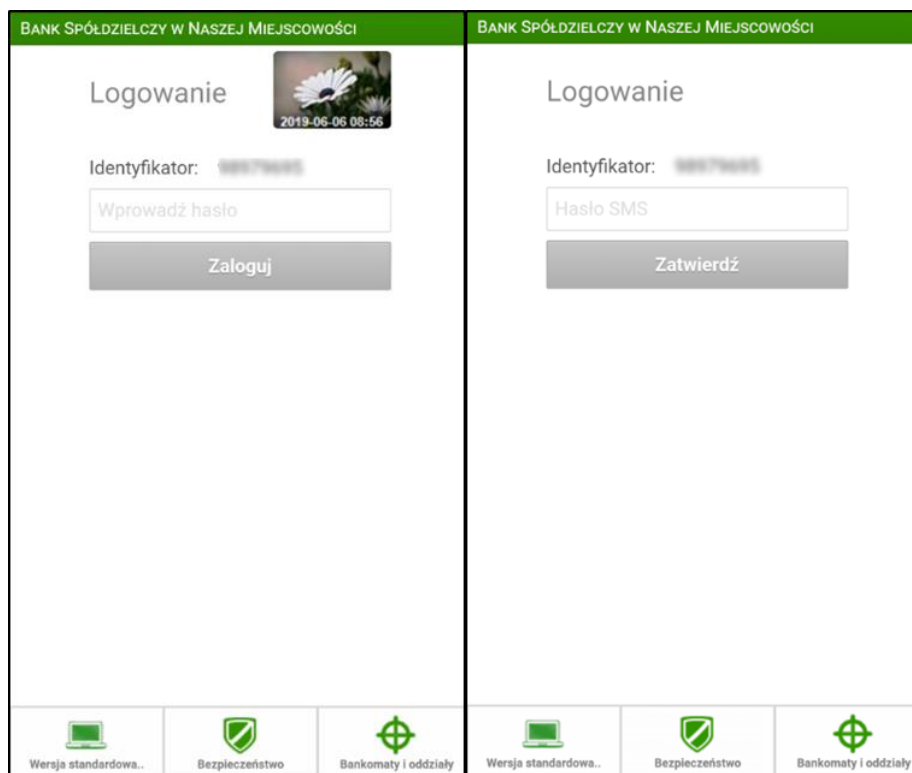 BANK SPÓŁDZIELCZY W NASZEJ MIEJSCOWOŚCI
Logowanie
2019-06-06 08:56
Identyfikator:
Wprowadź hasło
Zaloguj
Wersja standardowa..
Bezpieczeństwo
Bankomaty i oddziały
BANK SPÓŁDZIELCZY W NASZEJ MIEJSCOWOŚCI
Logowanie
Identyfikator:
Hasło SMS
Zatwierdź
Wersja standardowa..
Bezpieczeństwo
Bankomaty i oddziały